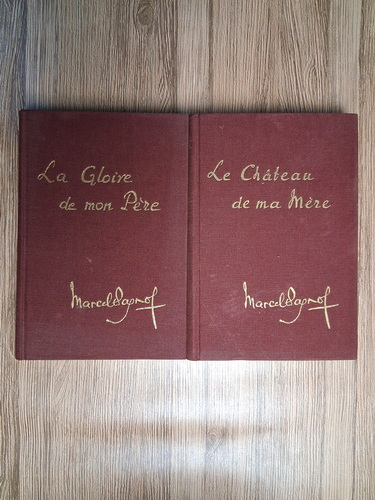 La Gloire
de mon Père
Marcel Pagnol
Le Château
de ma Mère
Marcel Pagnol